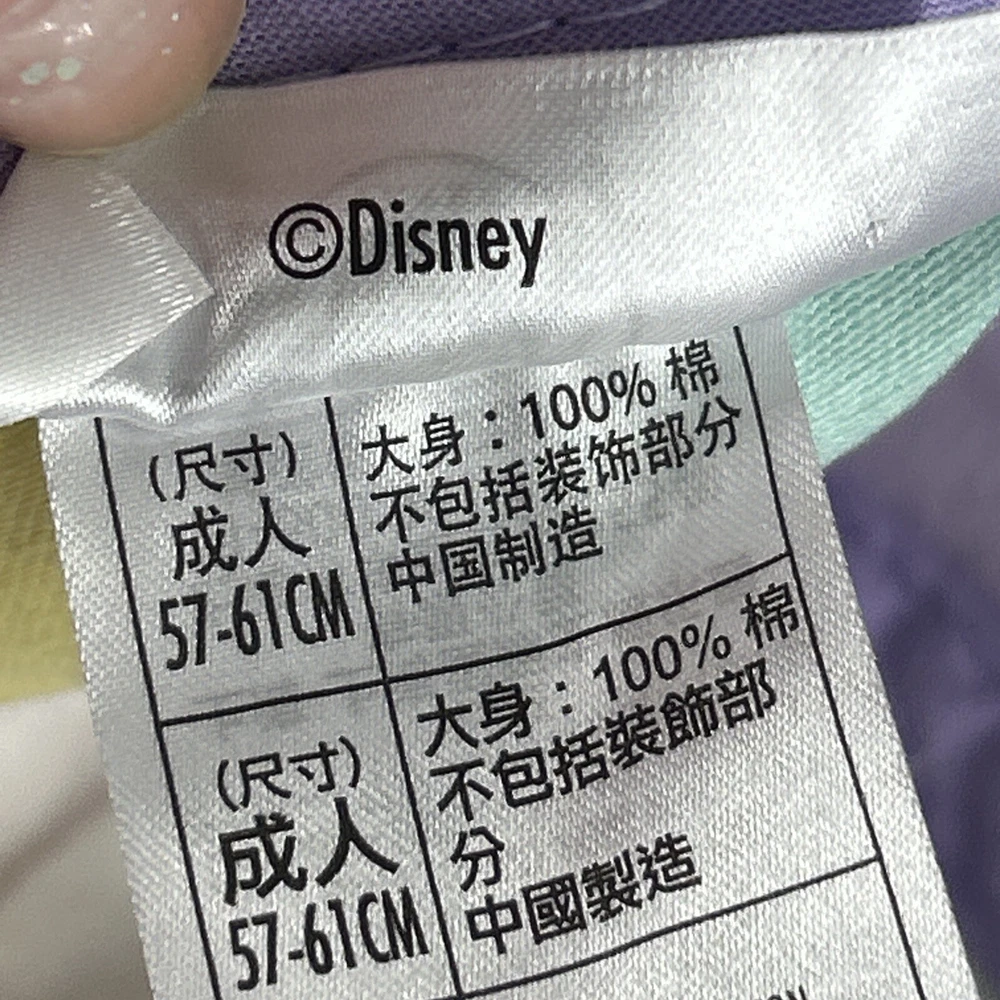 ©Disney
(尺寸)
成人
57-61CM
大身：100% 棉
不包括装饰部分
中国制造
(尺寸)
成人
57-61CM
大身：100% 棉
不包括裝飾部
分
中國製造